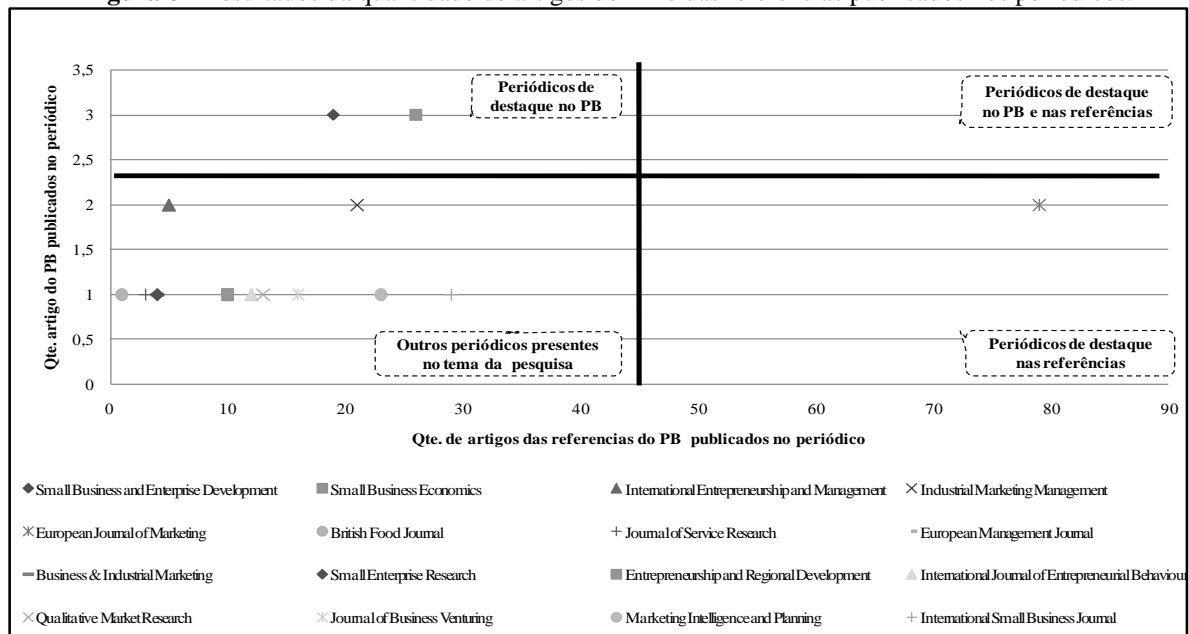 Periódicos de
destaque no PB
Periódicos de destaque
no PB e nas referências
Qte. artigo do PB publicados no periódico
3,5
3
2,5
2
1,5
1
0,5
0
Outros periódicos presentes
no tema da pesquisa
Periódicos de destaque
nas referências
0 10 20 30 40 50 60 70 80 90
Qte. de artigos das referencias do PB publicados no periódico
Small Business and Enterprise Development
Small Business Economics
International Entrepreneurship and Management
Industrial Marketing Management
European Journal of Marketing
British Food Journal
Journal of Service Research
European Management Journal
Business & Industrial Marketing
Small Enterprise Research
Entrepreneurship and Regional Development
International Journal of Entrepreneurial Behaviour
Qualitative Market Research
Journal of Business Venturing
Marketing Intelligence and Planning
International Small Business Journal